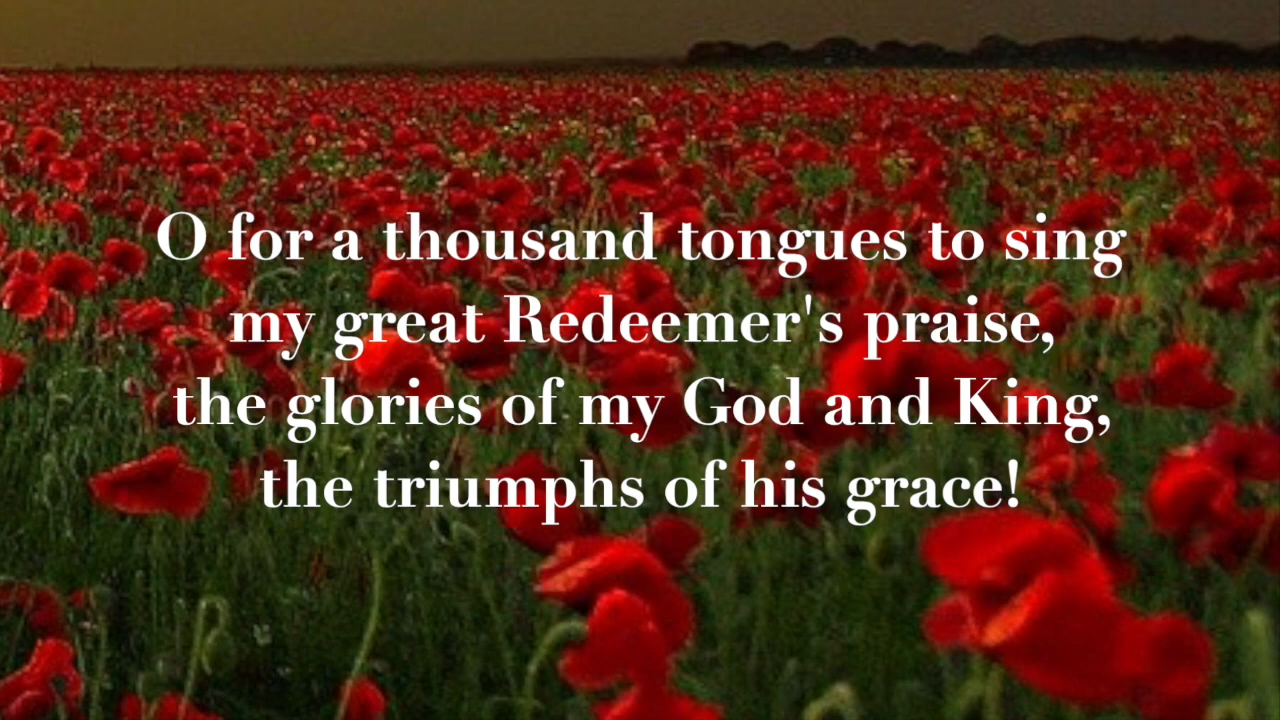 O for a thousand tongues to sing
my great Redeemer's praise,
the glories of my God and King,
the triumphs of his grace!